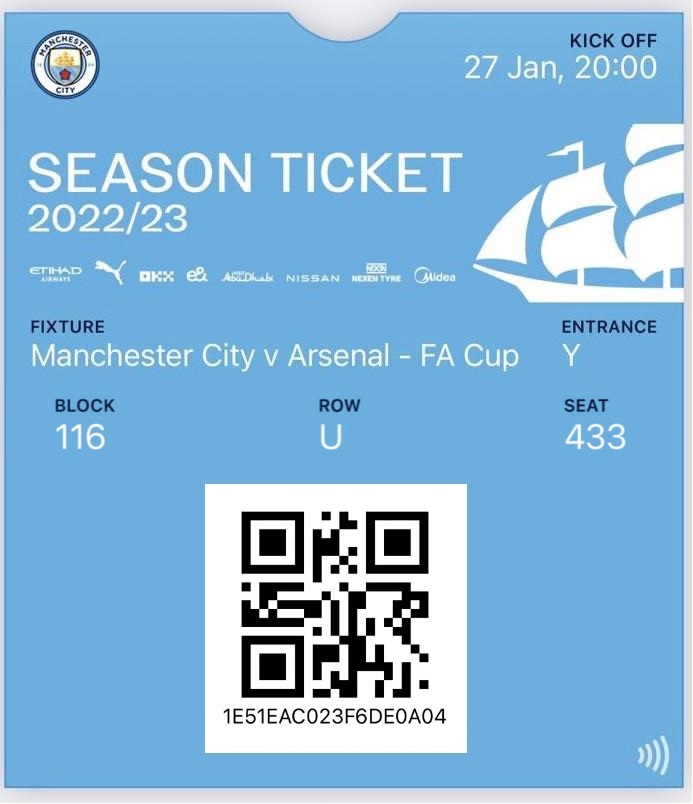 MANCHESTER
CITY
KICK OFF
27 Jan, 20:00
SEASON TICKET
2022/23
ETIHAD
AIRWAYS
OKX
e&
Abu Dhabi
NISSAN
NEXEN
NEXEN TYRE
Midea
FIXTURE
Manchester City v Arsenal - FA Cup
ENTRANCE
Y
BLOCK
116
ROW
U
SEAT
433
1E51EAC023F6DE0A04